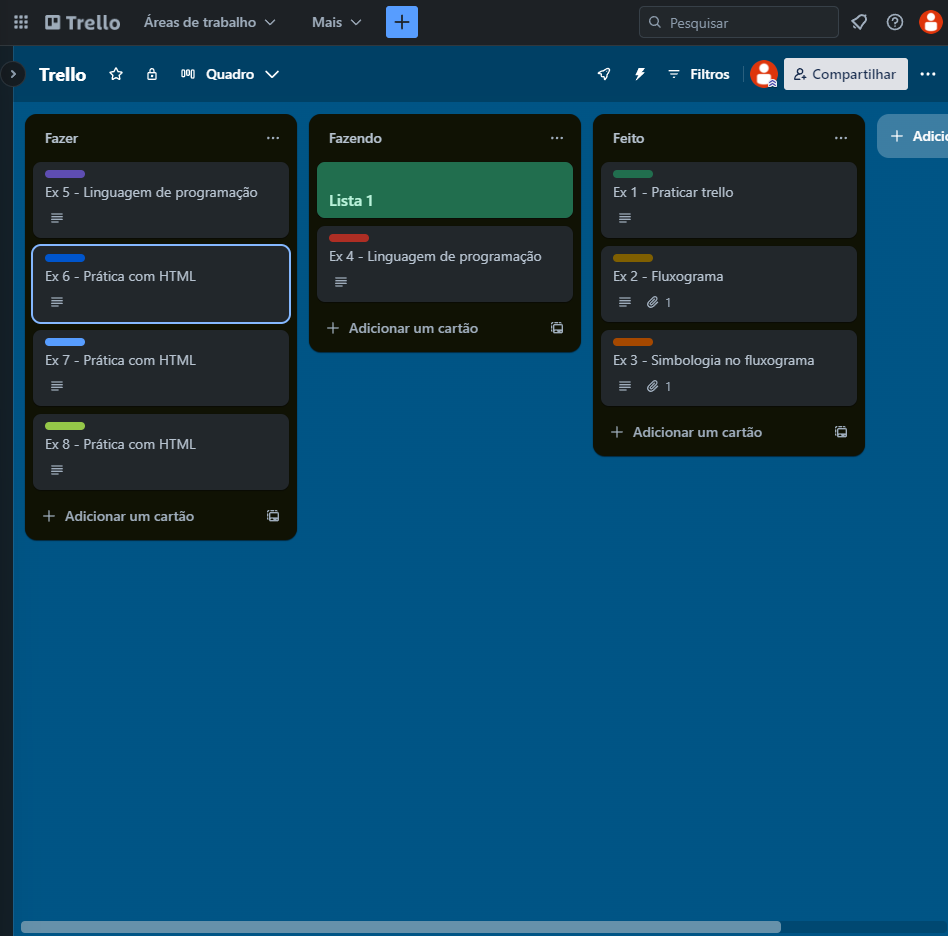 Trello
Áreas de trabalho
Mais
Pesquisar
Trello
Quadro
Filtros
Compartilhar
Fazer
Ex 5 - Linguagem de programação
Ex 6 - Prática com HTML
Ex 7 - Prática com HTML
Ex 8 - Prática com HTML
Adicionar um cartão
Fazendo
Lista 1
Ex 4 - Linguagem de programação
Adicionar um cartão
Feito
Ex 1 - Praticar trello
Ex 2 - Fluxograma
1
Ex 3 - Simbologia no fluxograma
1
Adicionar um cartão